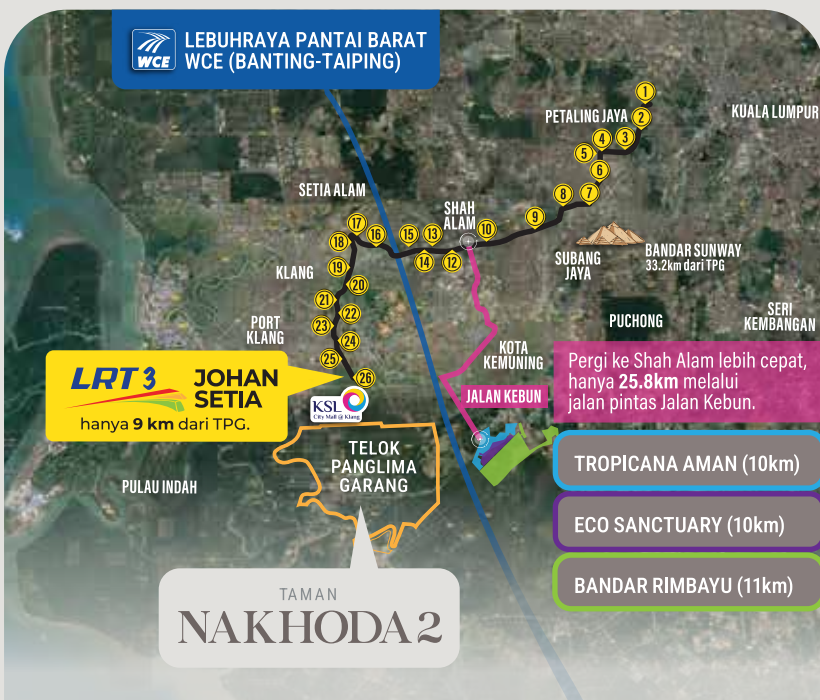 WCE
LEBUHRAYA PANTAI BARAT
WCE (BANTING-TAIPING)
1
2
3
4
5
6
7
8
9
10
12
13
14
15
16
17
18
19
20
21
22
23
24
25
26
PETALING JAYA
KUALA LUMPUR
SETIA ALAM
SHAH
ALAM
SUBANG
JAYA
BANDAR SUNWAY
33.2km dari TPG
KLANG
PORT
KLANG
PUCHONG
SERI
KEMBANGAN
KOTA
KEMUNING
Pergi ke Shah Alam lebih cepat,
hanya 25.8km melalui
jalan pintas Jalan Kebun.
LRT 3
JOHAN
SETIA
hanya 9 km dari TPG.
KSL
City Mall @ Klang
JALAN KEBUN
TELOK
PANGLIMA
GARANG
PULAU INDAH
TROPICANA AMAN (10km)
ECO SANCTUARY (10km)
BANDAR RIMBAYU (11km)
TAMAN
NAKHODA 2